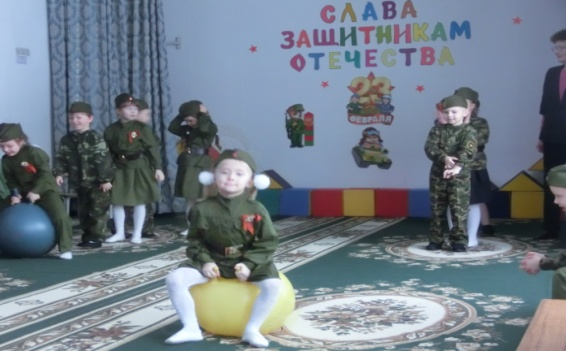 СЛАВА
ЗАЩИТНИКАМ
ОТЕЧЕСТВА
23
ФЕВРАЛЯ